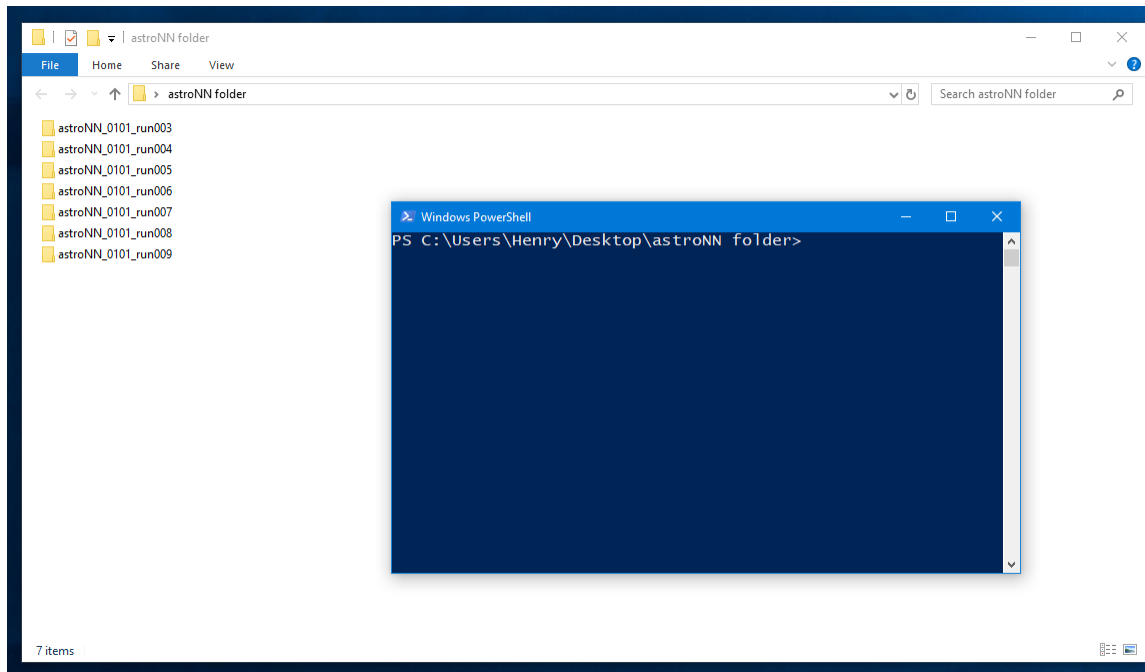 astroNN folder
File Home Share View
astroNN folder Search astroNN folder
astroNN_0101_run003
astroNN_0101_run004
astroNN_0101_run005
astroNN_0101_run006
astroNN_0101_run007
astroNN_0101_run008
astroNN_0101_run009
Windows PowerShell
PS C:\Users\Henry\Desktop\astroNN folder>
7 items